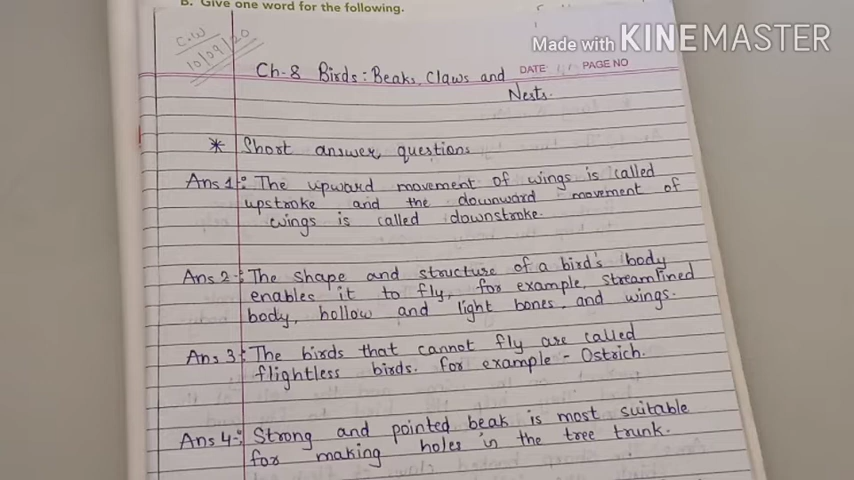 B. Give one word for the following.
Made with KINEMASTER
C.W
10/09/20
Ch-8 Birds: Beaks, Claws and
DATE PAGE NO
Nests.
* Short answer questions
Ans 1:- The upward movement of wings is called
upstroke and the downward movement of
wings is called downstroke.
Ans 2-: The shape and structure of a bird's body
enables it to fly, for example, streamlined
body, hollow and light bones, and wings.
Ans 3:- The birds that cannot fly are called
flightless birds. for example - Ostrich.
Ans 4-: Strong and pointed beak is most suitable
for making holes in the tree trunk.